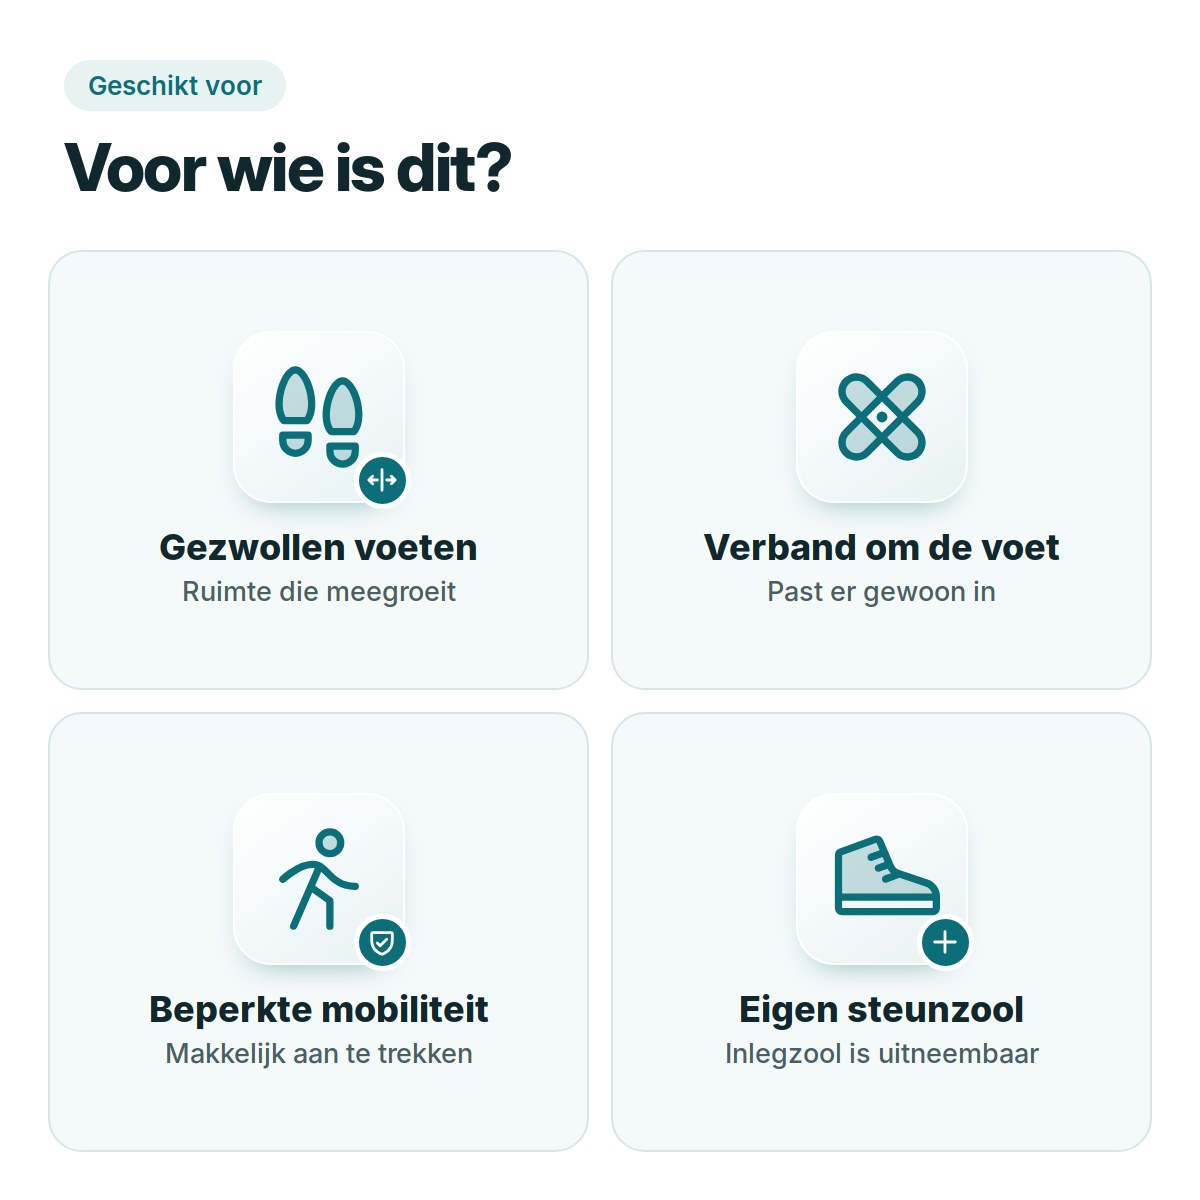 Geschikt voor
Voor wie is dit?
Gezwollen voeten
Ruimte die meegroeit
Verband om de voet
Past er gewoon in
Beperkte mobiliteit
Makkelijk aan te trekken
Eigen steunzool
Inlegzool is uitneembaar